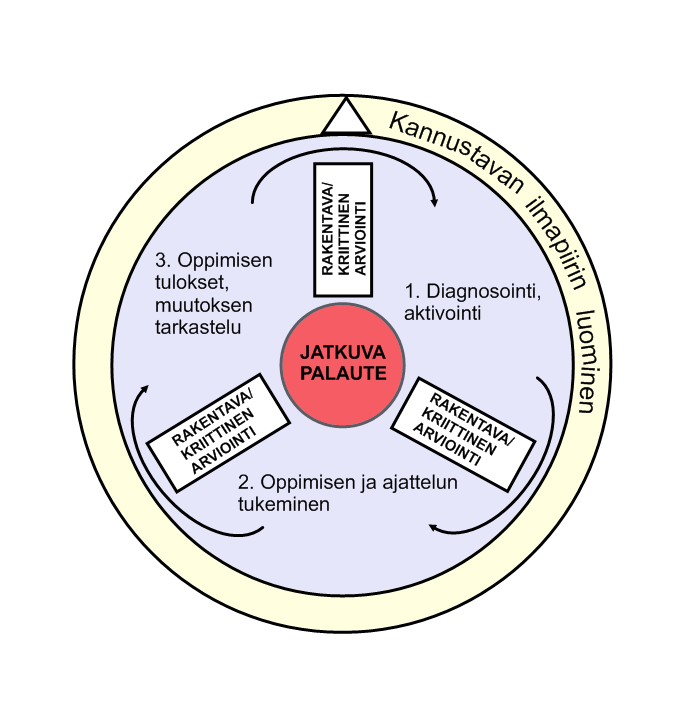 Kannustavan ilmapiirin luominen
RAKENTAVA/
KRIITTINEN
ARVIOINTI
3. Oppimisen
tulokset,
muutoksen
tarkastelu
1. Diagnosointi,
aktivointi
JATKUVA
PALAUTE
RAKENTAVA/
KRIITTINEN
ARVIOINTI
RAKENTAVA/
KRIITTINEN
ARVIOINTI
2. Oppimisen ja ajattelun
tukeminen